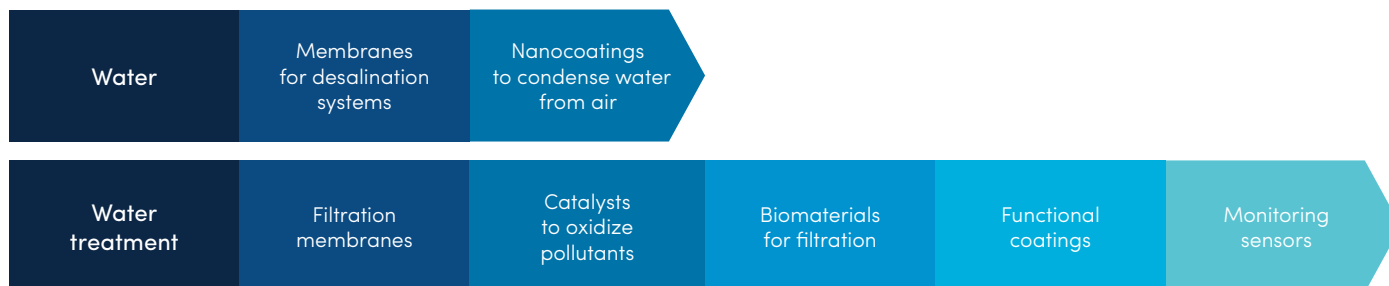 Water
Membranes
for desalination
systems
Nanocoatings
to condense water
from air
Water
treatment
Filtration
membranes
Catalysts
to oxidize
pollutants
Biomaterials
for filtration
Functional
coatings
Monitoring
sensors